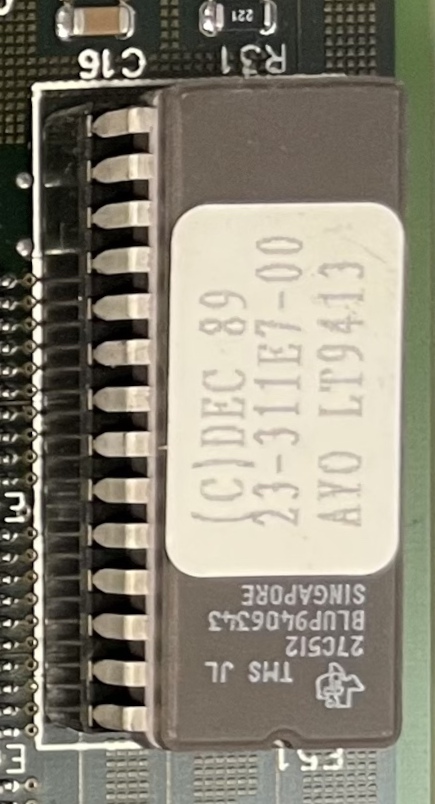 C16
R31
221
(C)DEC 89
23-311E7-00
AYO LT9413
TMS JL
27C512
BLUP9406343
SINGAPORE
E51